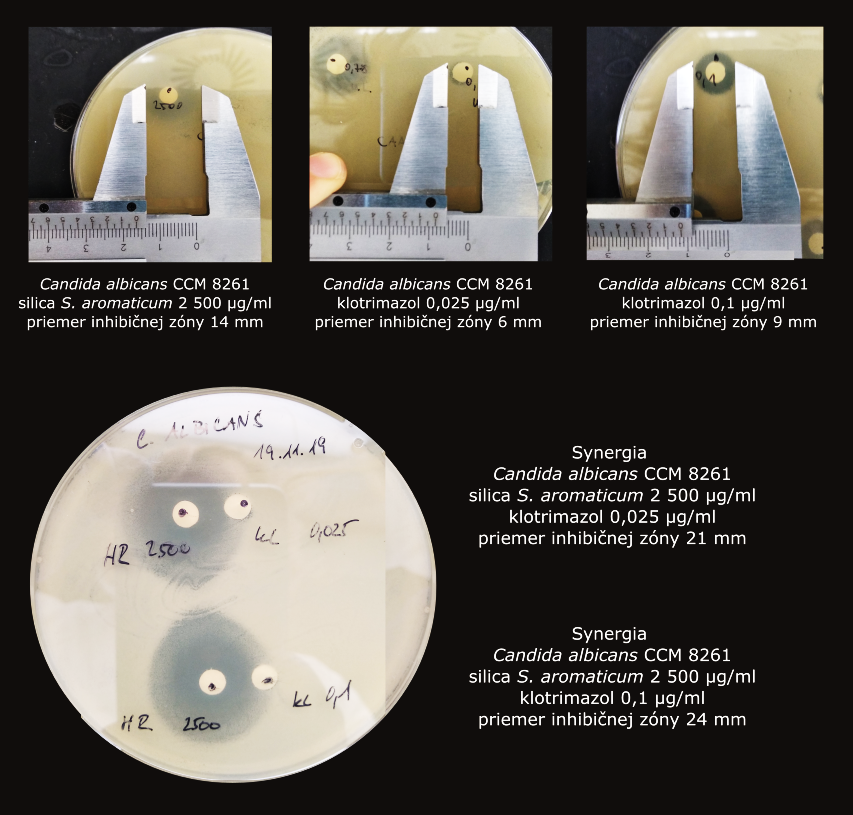 2500
0,78
0,1
Candida albicans CCM 8261
silica S. aromaticum 2 500 µg/ml
priemer inhibičnej zóny 14 mm
Candida albicans CCM 8261
klotrimazol 0,025 µg/ml
priemer inhibičnej zóny 6 mm
Candida albicans CCM 8261
klotrimazol 0,1 µg/ml
priemer inhibičnej zóny 9 mm
C. ALBICANS
19.11.19
HR 2500
kl 0,025
HR 2500
kl 0,1
Synergia
Candida albicans CCM 8261
silica S. aromaticum 2 500 µg/ml
klotrimazol 0,025 µg/ml
priemer inhibičnej zóny 21 mm
Synergia
Candida albicans CCM 8261
silica S. aromaticum 2 500 µg/ml
klotrimazol 0,1 µg/ml
priemer inhibičnej zóny 24 mm